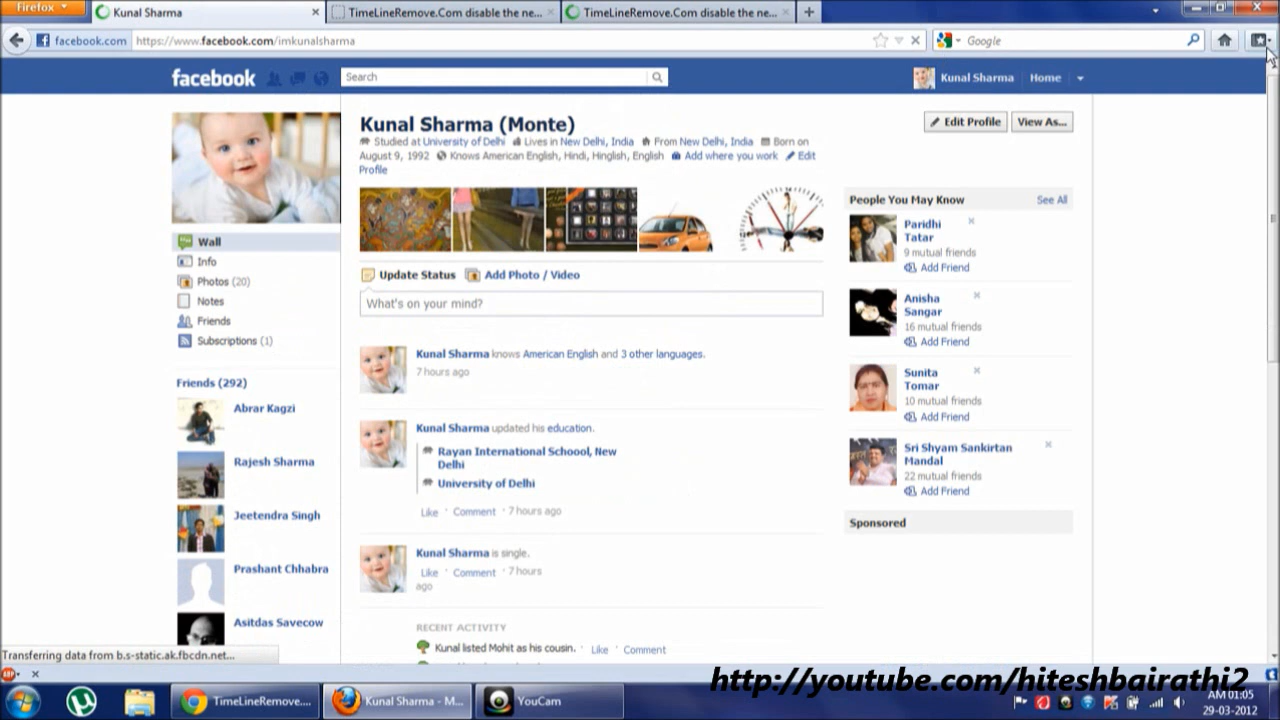 Firefox
Kunal Sharma
TimeLineRemove.Com disable the ne...
TimeLineRemove.Com disable the ne...
facebook.com
https://www.facebook.com/imkunalsharma
Google
facebook
Search
Kunal Sharma
Home
Kunal Sharma (Monte)
Edit Profile
View As...
Studied at University of Delhi Lives in New Delhi, India From New Delhi, India Born on
August 9, 1992 Knows American English, Hindi, Hinglish, English Add where you work Edit
Profile
Wall
Info
Photos (20)
Notes
Friends
Subscriptions (1)
Friends (292)
Abrar Kagzi
Rajesh Sharma
Jeetendra Singh
Prashant Chhabra
Asitdas Savecow
Update Status Add Photo / Video
What's on your mind?
Kunal Sharma knows American English and 3 other languages.
7 hours ago
Kunal Sharma updated his education.
Rayan International Schoool, New
Delhi
University of Delhi
Like · Comment · 7 hours ago
Kunal Sharma is single.
Like · Comment · 7 hours
ago
RECENT ACTIVITY
Kunal listed Mohit as his cousin. · Like · Comment
People You May Know
See All
Paridhi
Tatar
9 mutual friends
Add Friend
Anisha
Sangar
16 mutual friends
Add Friend
Sunita
Tomar
10 mutual friends
Add Friend
Sri Shyam Sankirtan
Mandal
22 mutual friends
Add Friend
Sponsored
Transferring data from b.s-static.ak.fbcdn.net...
http://youtube.com/hiteshbairathi2
TimeLineRemove....
Kunal Sharma - M...
YouCam
AM 01:05
29-03-2012